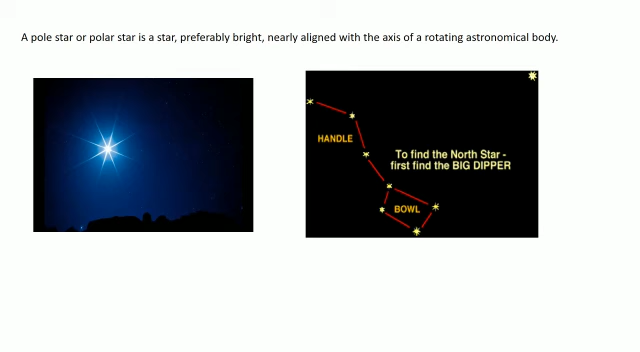 A pole star or polar star is a star, preferably bright, nearly aligned with the axis of a rotating astronomical body.
HANDLE
To find the North Star -
first find the BIG DIPPER
BOWL